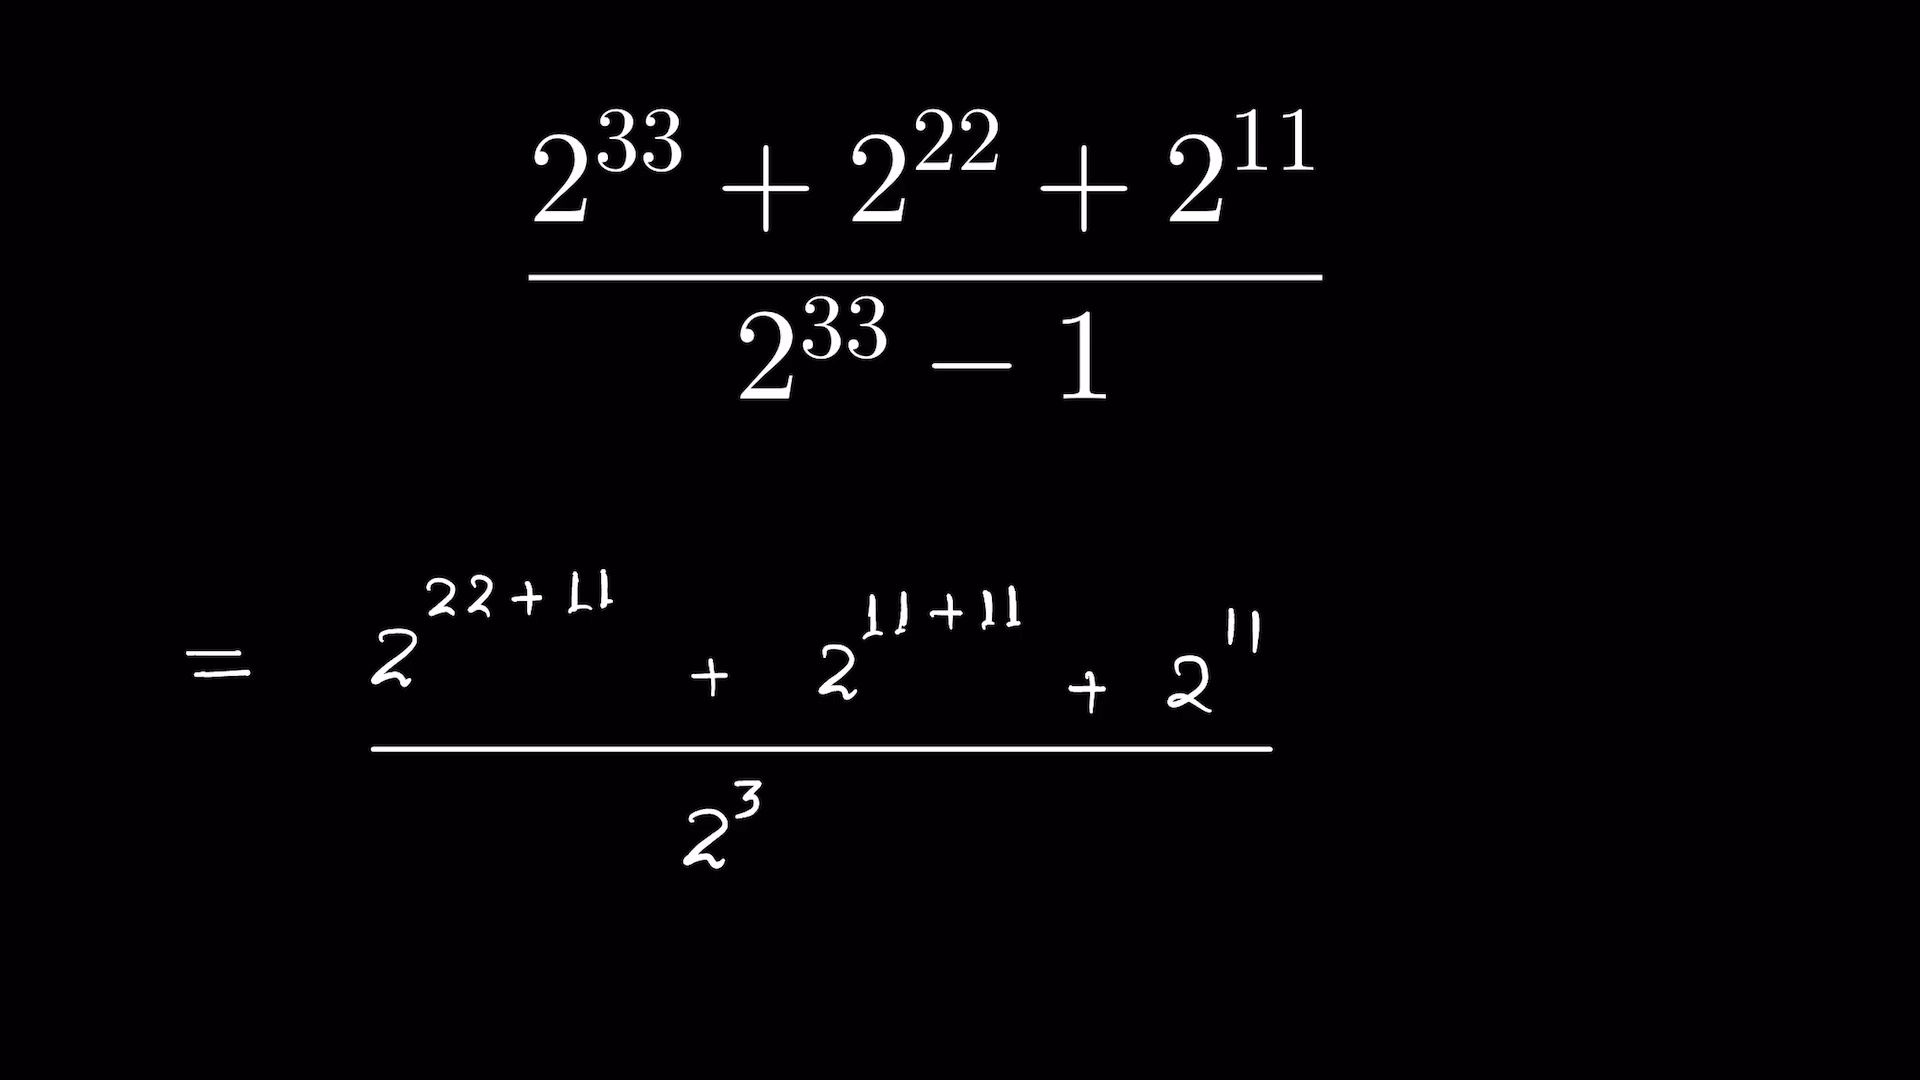 2^{33} + 2^{22} + 2^{11}
2^{33} − 1
= 2^{22+11} + 2^{11+11} + 2^{11}
2^{3}